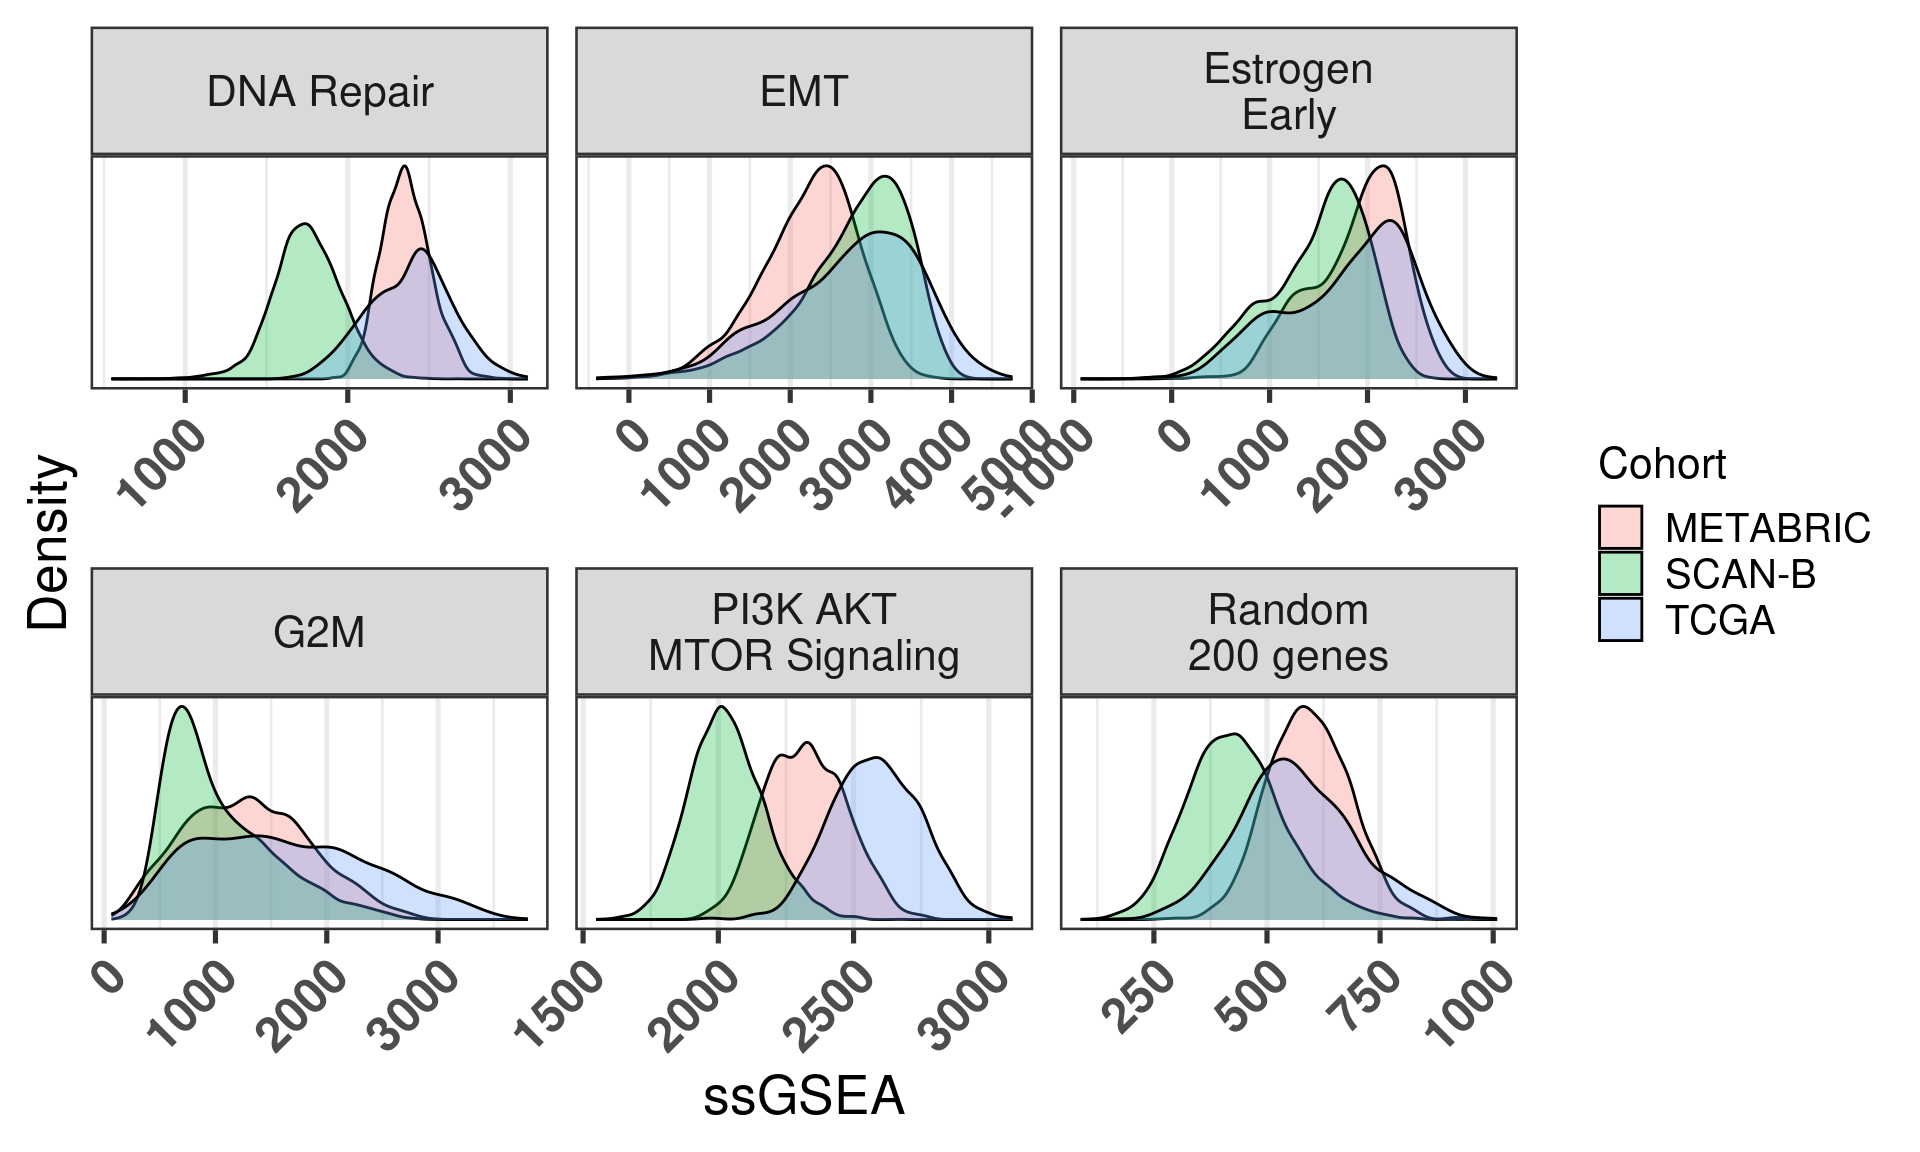 DNA Repair
EMT
Estrogen
Early
1000 2000 3000
0 1000 2000 3000 4000 5000
-1000 0 1000 2000 3000
Density
G2M
PI3K AKT
MTOR Signaling
Random
200 genes
0 1000 2000 3000
1500 2000 2500 3000
250 500 750 1000
ssGSEA
Cohort
METABRIC
SCAN-B
TCGA